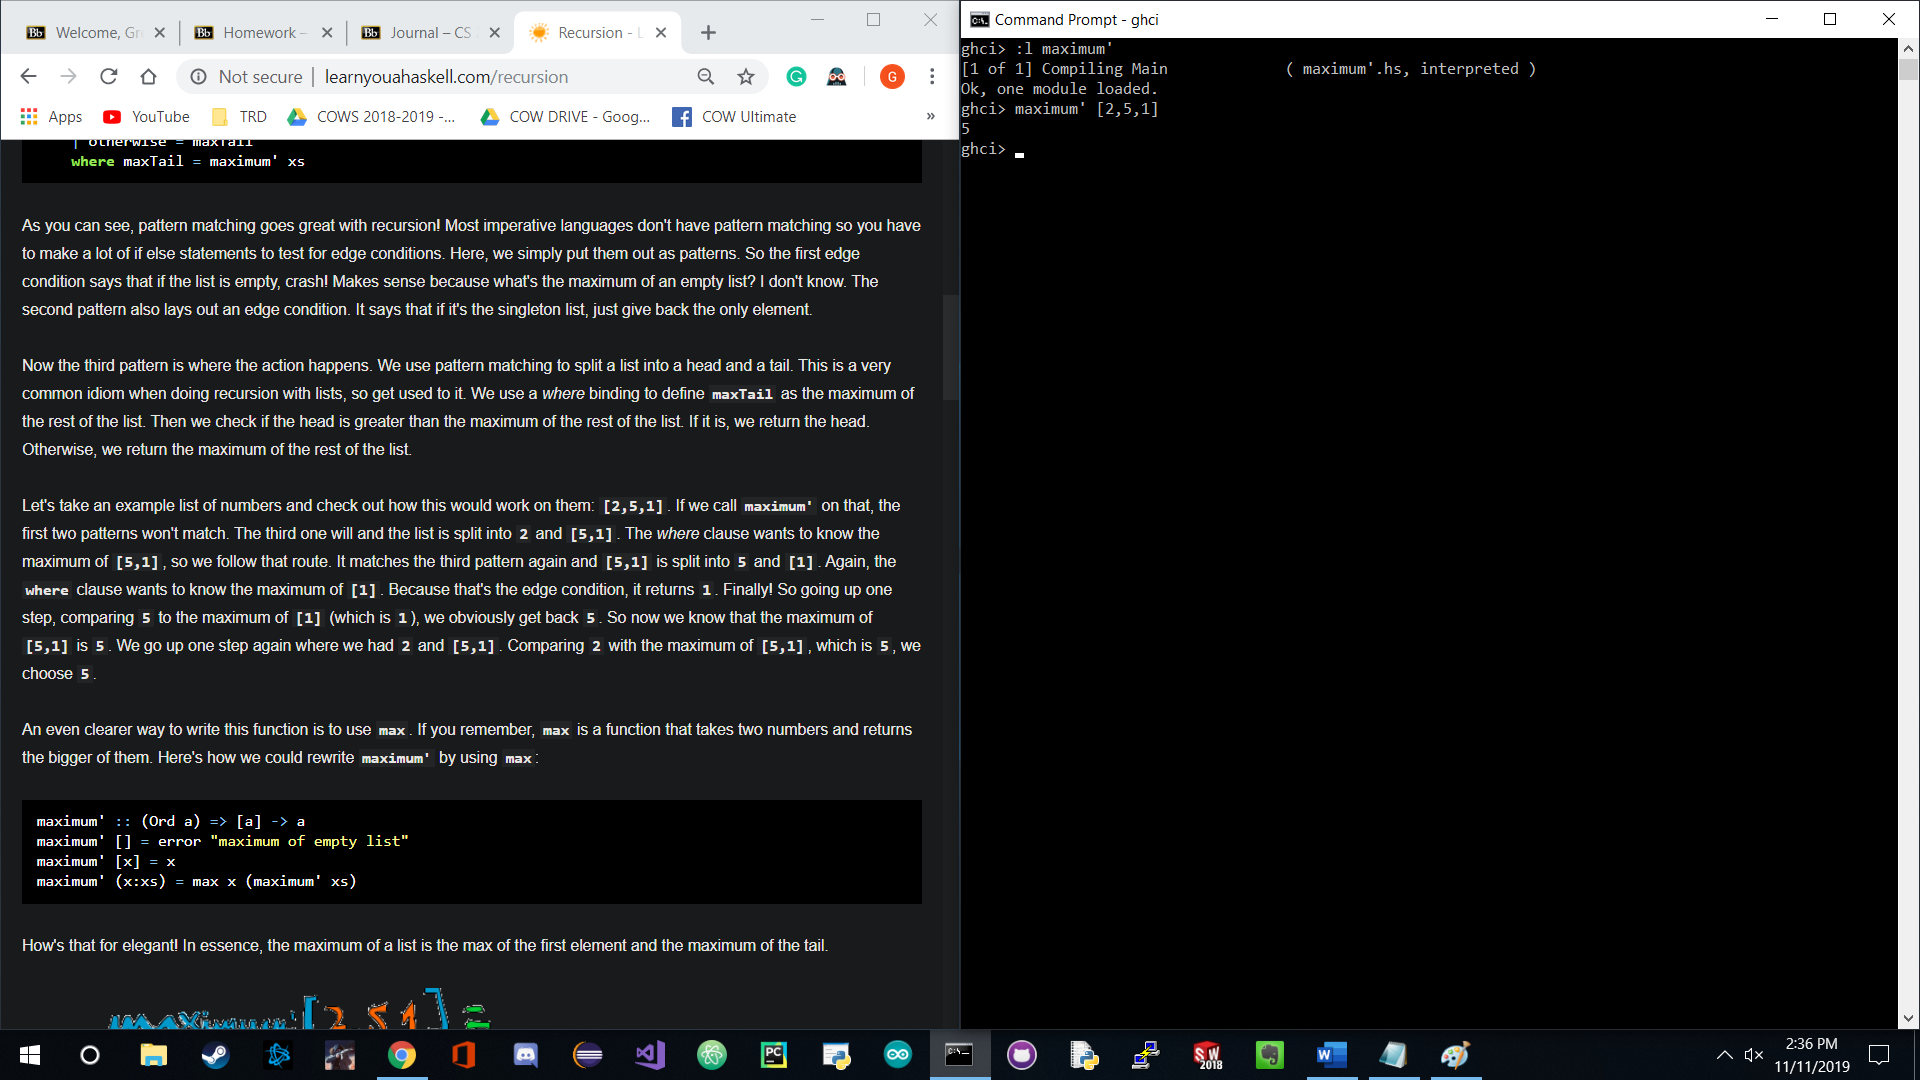 Welcome, Gr
Homework –
Journal – CS
Recursion - L
Not secure | learnyouahaskell.com/recursion
G
Apps
YouTube
TRD
COWS 2018-2019 -...
COW DRIVE - Goog...
COW Ultimate
»
| otherwise = maxTail
where maxTail = maximum' xs
As you can see, pattern matching goes great with recursion! Most imperative languages don't have pattern matching so you have
to make a lot of if else statements to test for edge conditions. Here, we simply put them out as patterns. So the first edge
condition says that if the list is empty, crash! Makes sense because what's the maximum of an empty list? I don't know. The
second pattern also lays out an edge condition. It says that if it's the singleton list, just give back the only element.
Now the third pattern is where the action happens. We use pattern matching to split a list into a head and a tail. This is a very
common idiom when doing recursion with lists, so get used to it. We use a where binding to define maxTail as the maximum of
the rest of the list. Then we check if the head is greater than the maximum of the rest of the list. If it is, we return the head.
Otherwise, we return the maximum of the rest of the list.
Let's take an example list of numbers and check out how this would work on them: [2,5,1]. If we call maximum' on that, the
first two patterns won't match. The third one will and the list is split into 2 and [5,1]. The where clause wants to know the
maximum of [5,1], so we follow that route. It matches the third pattern again and [5,1] is split into 5 and [1]. Again, the
where clause wants to know the maximum of [1]. Because that's the edge condition, it returns 1. Finally! So going up one
step, comparing 5 to the maximum of [1] (which is 1), we obviously get back 5. So now we know that the maximum of
[5,1] is 5. We go up one step again where we had 2 and [5,1]. Comparing 2 with the maximum of [5,1], which is 5, we
choose 5.
An even clearer way to write this function is to use max. If you remember, max is a function that takes two numbers and returns
the bigger of them. Here's how we could rewrite maximum' by using max:
maximum' :: (Ord a) => [a] -> a
maximum' [] = error "maximum of empty list"
maximum' [x] = x
maximum' (x:xs) = max x (maximum' xs)
How's that for elegant! In essence, the maximum of a list is the max of the first element and the maximum of the tail.
maximum'[2,5,1] =
Command Prompt - ghci
ghci> :l maximum'
[1 of 1] Compiling Main ( maximum'.hs, interpreted )
Ok, one module loaded.
ghci> maximum' [2,5,1]
5
ghci>
2:36 PM
11/11/2019